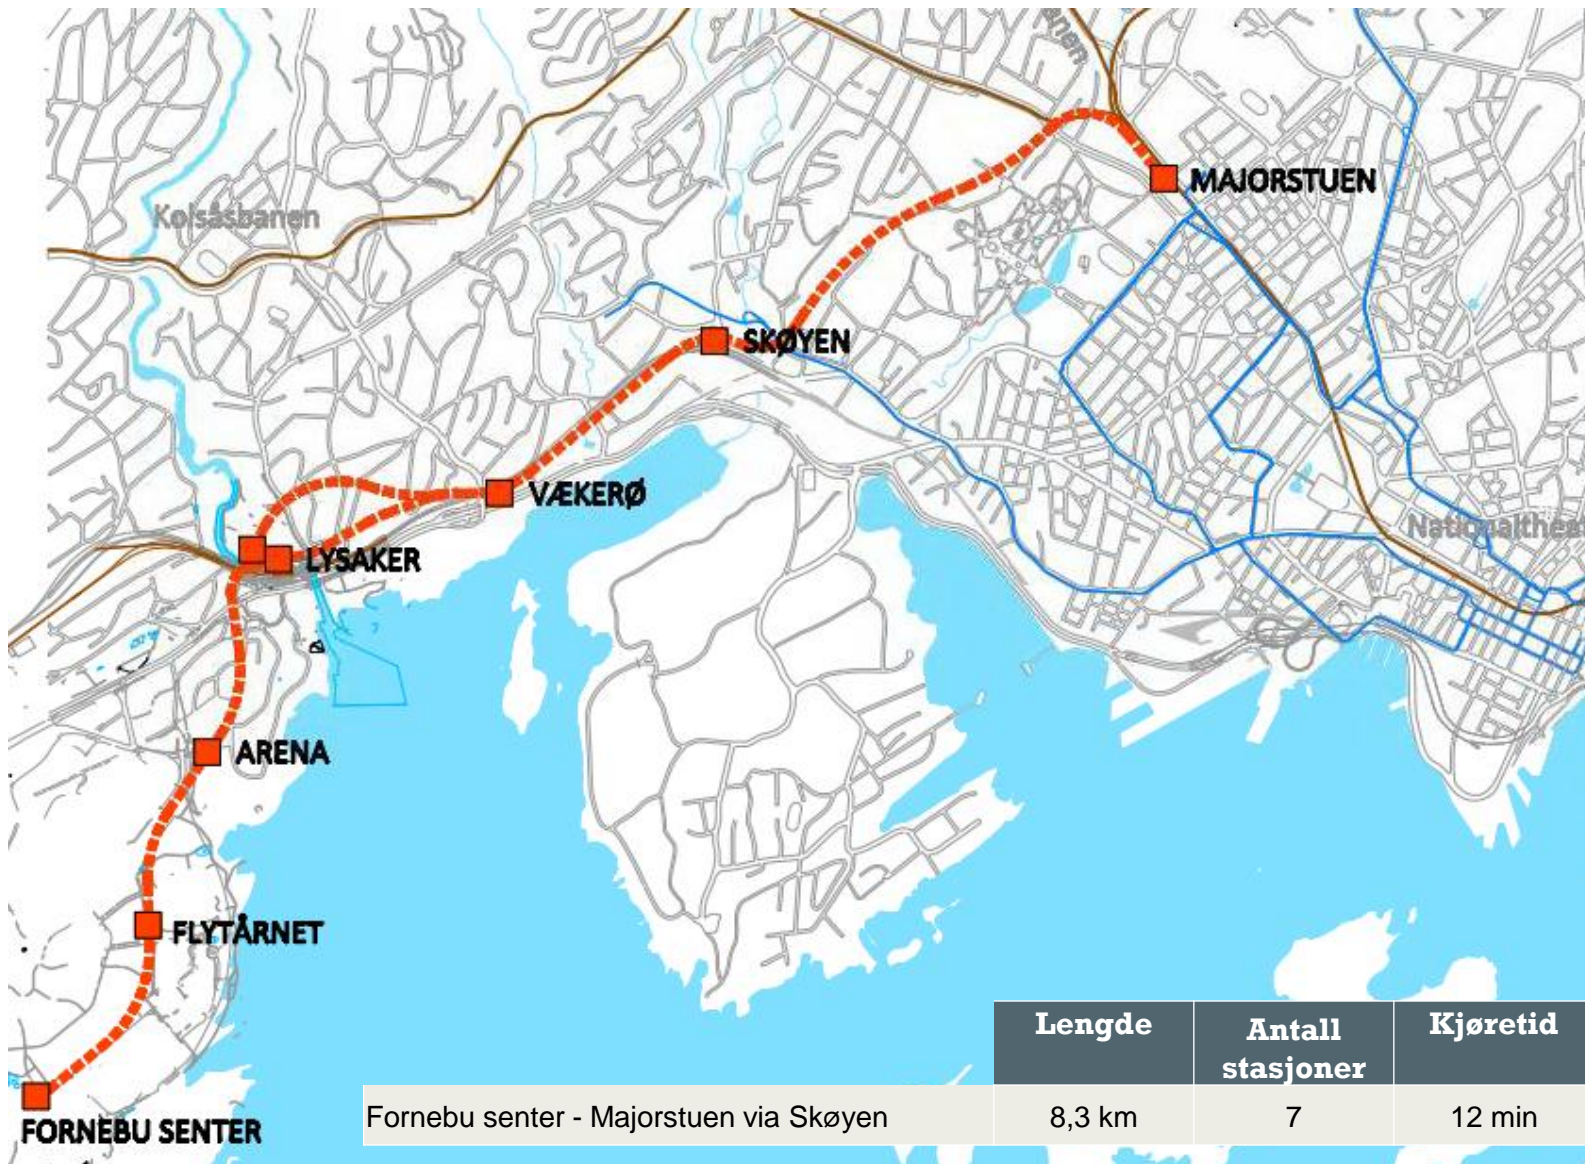 Kolsåsbanen
MAJORSTUEN
SKØYEN
VÆKERØ
LYSAKER
ARENA
FLYTÅRNET
FORNEBU SENTER
Lengde
Antall
stasjoner
Kjøretid
Fornebu senter - Majorstuen via Skøyen
8,3 km
7
12 min